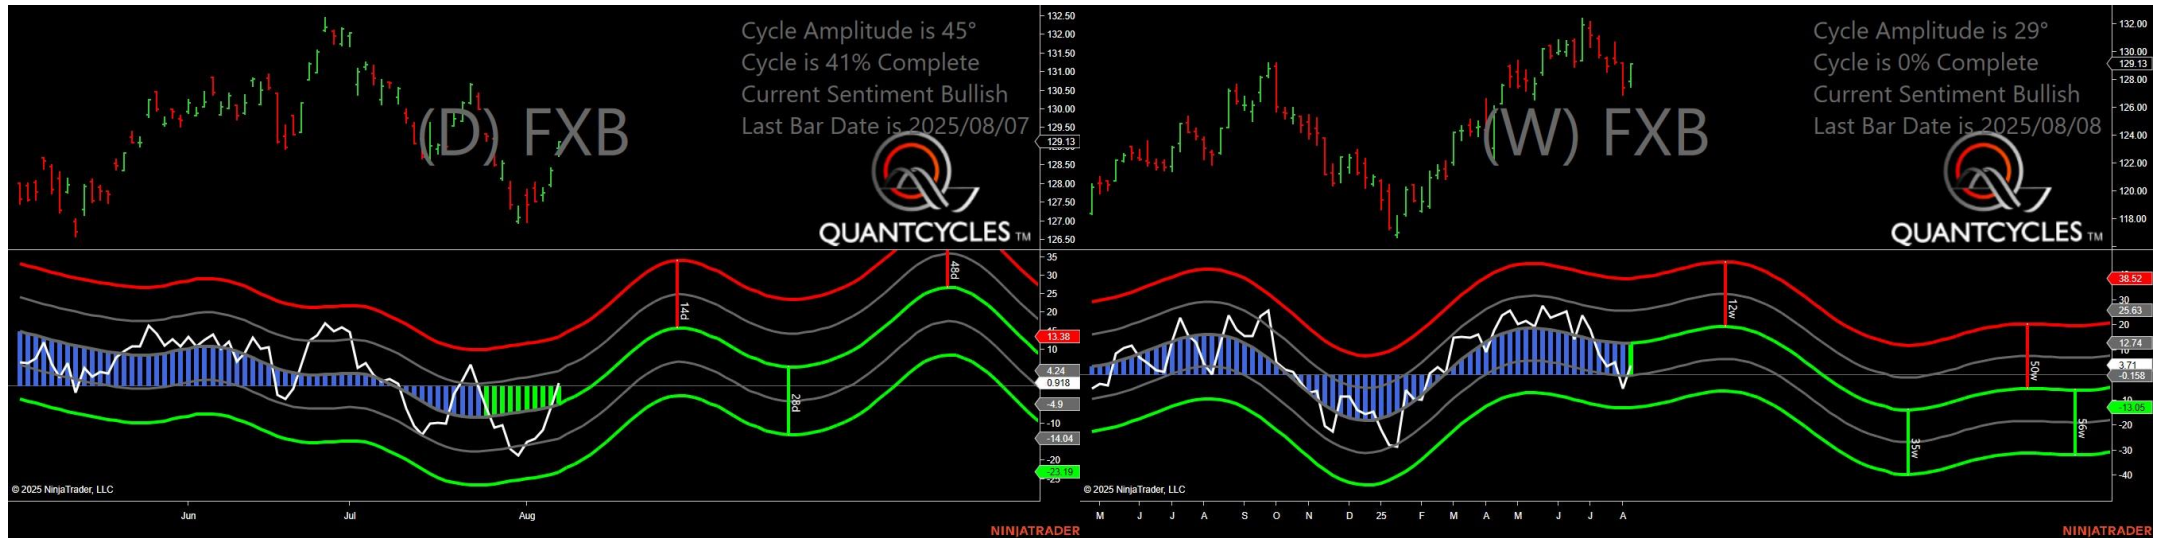 Cycle Amplitude is 45°
Cycle is 41% Complete
Current Sentiment Bullish
Last Bar Date is 2025/08/07
(D) FXB
QUANTCYCLES TM
132.50
132.00
131.50
131.00
130.50
130.00
129.50
129.13
128.50
128.00
127.50
127.00
126.50
35
30
25
20
13.38
10
4.24
0.918
-4.9
-10
-14.04
-20
-23.19
14d
28d
48d
© 2025 NinjaTrader, LLC
Jun Jul Aug
NINJATRADER
Cycle Amplitude is 29°
Cycle is 0% Complete
Current Sentiment Bullish
Last Bar Date is 2025/08/08
(W) FXB
QUANTCYCLES TM
132.00
130.00
129.13
128.00
126.00
124.00
122.00
120.00
118.00
38.52
30
25.63
20
12.74
3.71
-0.158
-13.05
-20
-30
-40
12w
35w
50w
56w
© 2025 NinjaTrader, LLC
M J J A S O N D 25 F M A M J J A
NINJATRADER